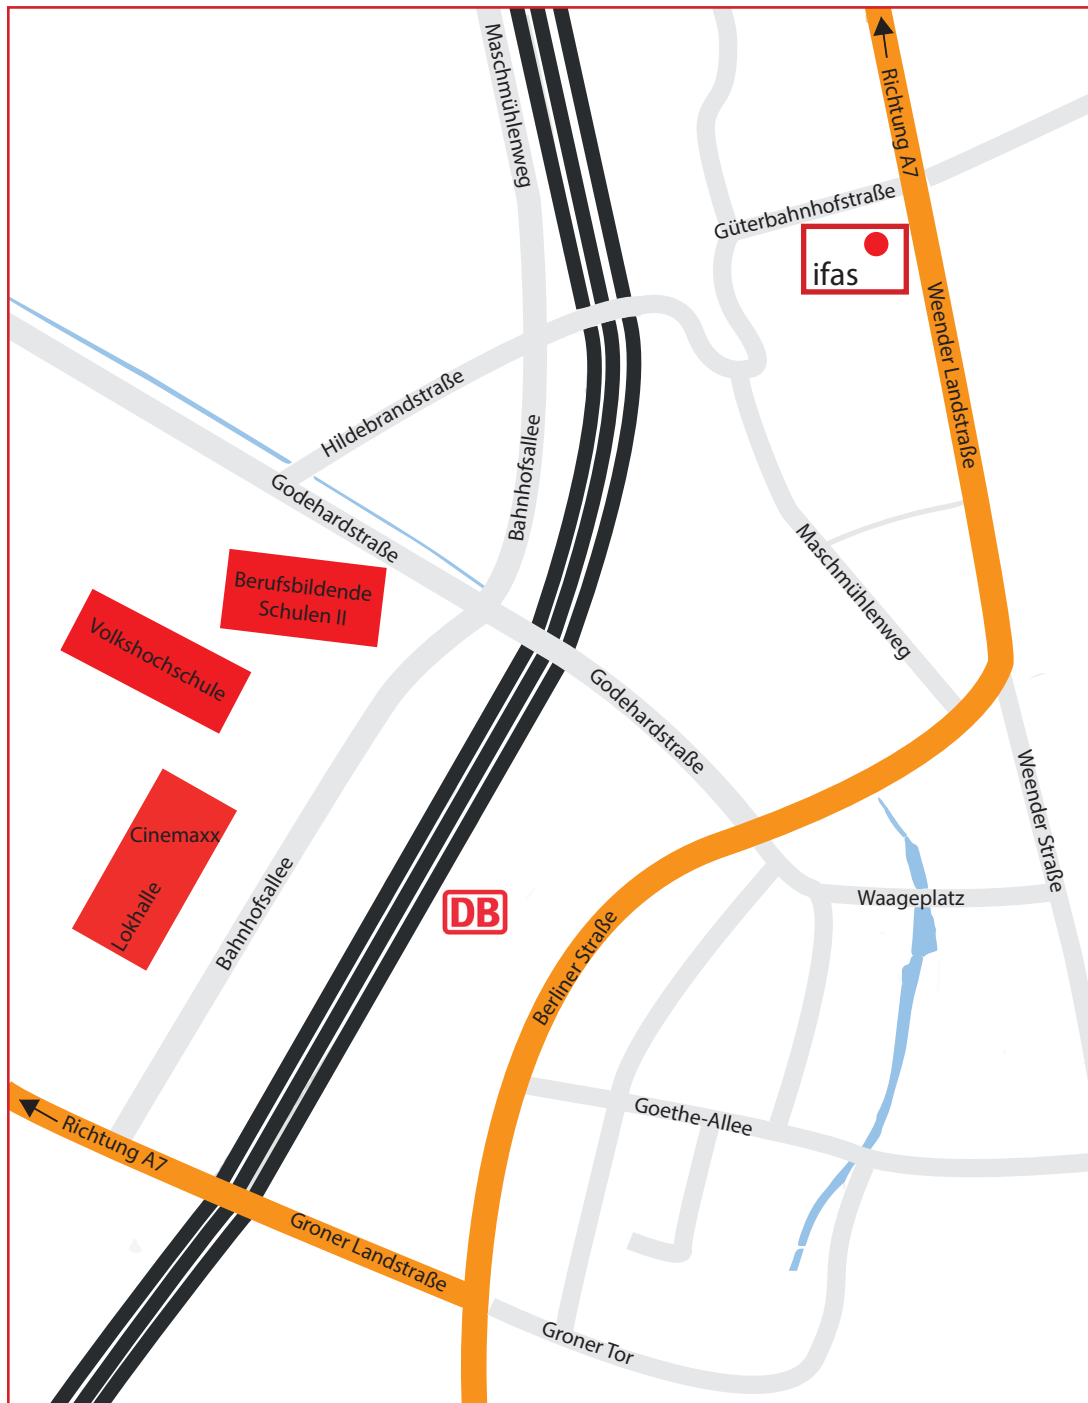 Maschmühlenweg
Richtung A7
Güterbahnhofstraße
ifas
Weender Landstraße
Hildebrandstraße
Bahnhofsallee
Godehardstraße
Maschmühlenweg
Berufsbildende
Schulen II
Volkshochschule
Godehardstraße
Weender Straße
Cinemaxx
Lokhalle
Bahnhofsallee
DB
Waageplatz
Berliner Straße
Goethe-Allee
Richtung A7
Groner Landstraße
Groner Tor